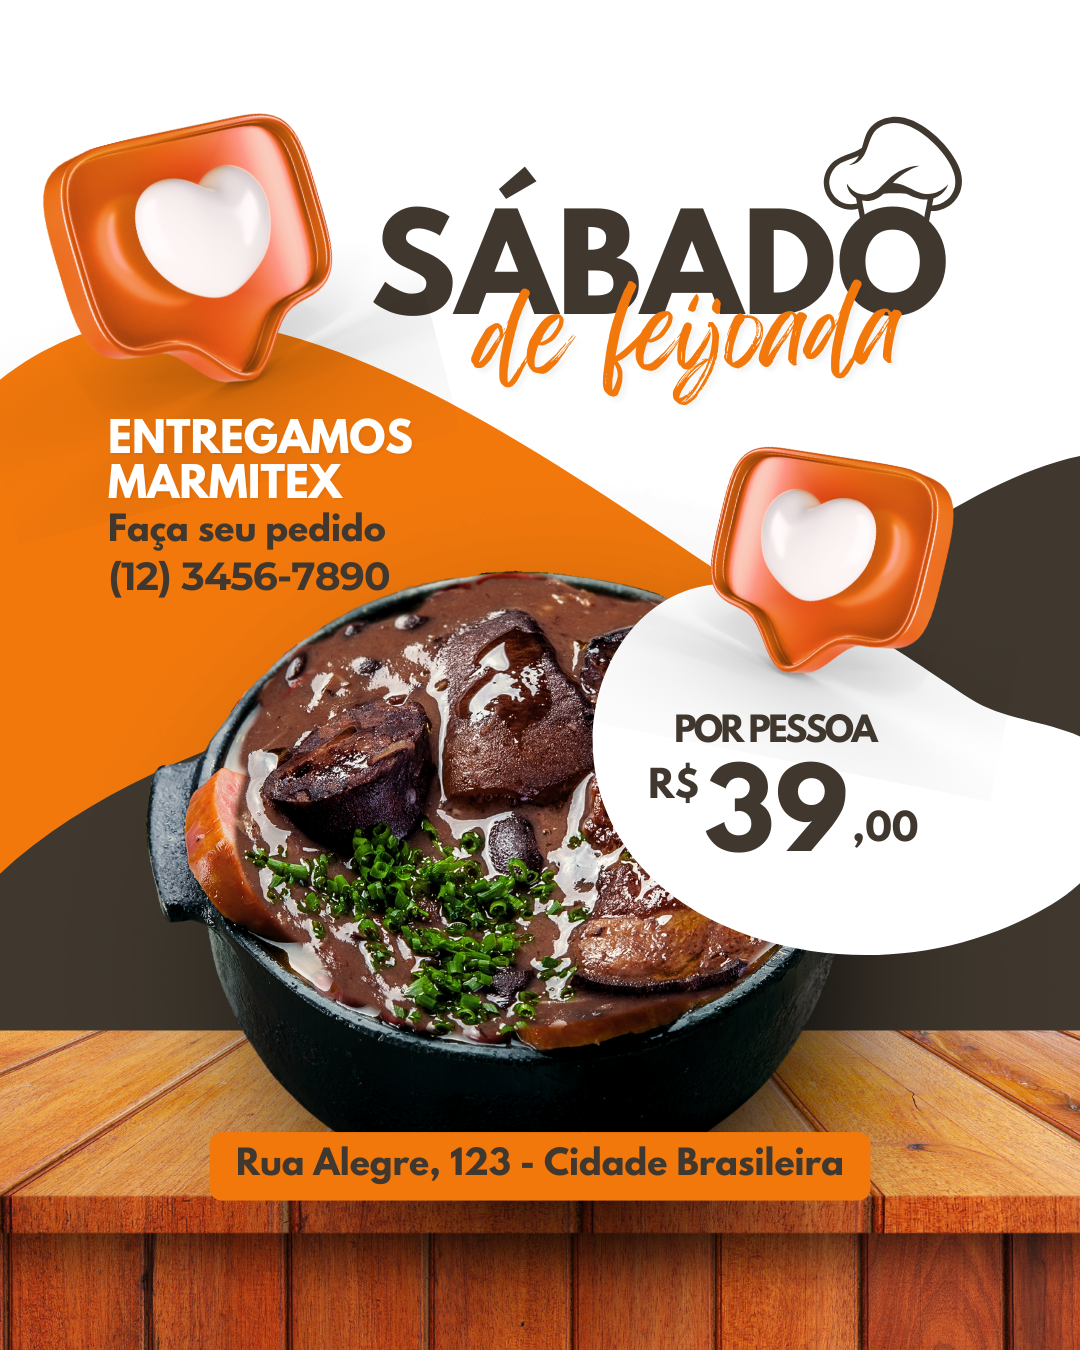 SÁBADO
de feijoada
ENTREGAMOS
MARMITEX
Faça seu pedido
(12) 3456-7890
POR PESSOA
R$ 39,00
Rua Alegre, 123 - Cidade Brasileira